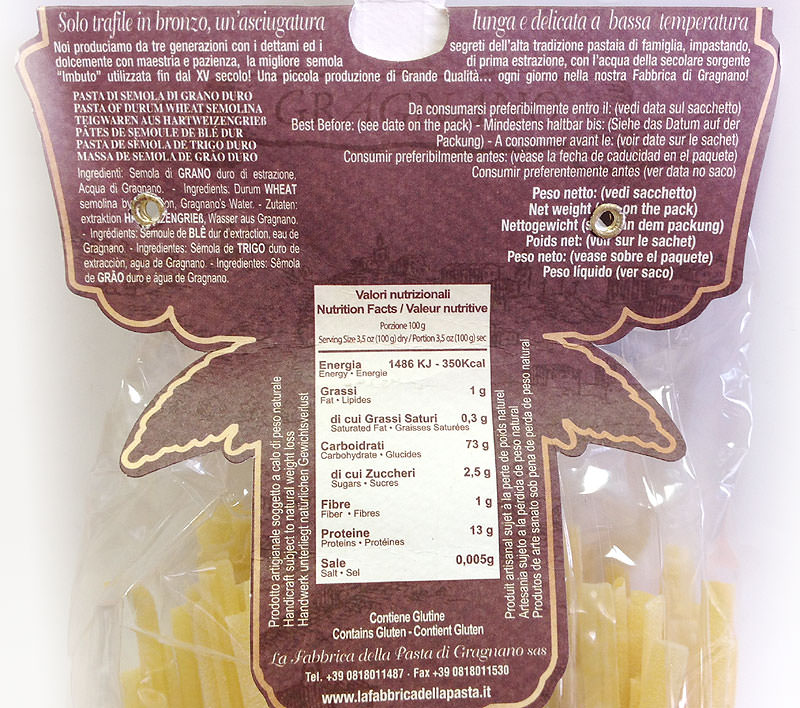 Solo trafile in bronzo, un'asciugatura lunga e delicata a bassa temperatura
Noi produciamo da tre generazioni con i dettami ed i segreti dell'alta tradizione pastaia di famiglia, impastando,
dolcemente con maestria e pazienza, la migliore semola di prima estrazione, con l'acqua della secolare sorgente
“Imbuto” utilizzata fin dal XV secolo! Una piccola produzione di Grande Qualità... ogni giorno nella nostra Fabbrica di Gragnano!
GRAGNANO
PASTA DI SEMOLA DI GRANO DURO
PASTA OF DURUM WHEAT SEMOLINA
TEIGWAREN AUS HARTWEIZENGRIEß
PÂTES DE SEMOULE DE BLÉ DUR
PASTA DE SÉMOLA DE TRIGO DURO
MASSA DE SEMOLA DE GRÃO DURO
Ingredienti: Semola di GRANO duro di estrazione,
Acqua di Gragnano. - Ingredients: Durum WHEAT
semolina by on, Gragnano's Water. - Zutaten:
extraktion H ZENGRIEß, Wasser aus Gragnano.
- Ingrédients: Semoule de BLÉ dur d'extraction, eau de
Gragnano. - Ingredientes: Sémola de TRIGO duro de
extracción, agua de Gragnano. - Ingredientes: Sêmola
de GRÃO duro e água de Gragnano.
Da consumarsi preferibilmente entro il: (vedi data sul sacchetto)
Best Before: (see date on the pack) - Mindestens haltbar bis: (Siehe das Datum auf der
Packung) - A consommer avant le: (voir date sur le sachet)
Consumir preferibilmente antes: (vèase la fecha de caducidad en el paquete)
Consumir preferentemente antes (ver data no saco)
Peso netto: (vedi sacchetto)
Net weight on the pack)
Nettogewicht (s in dem packung)
Poids net: (voir sur le sachet)
Peso neto: (vease sobre el paquete)
Peso líquido (ver saco)
Valori nutrizionali
Nutrition Facts / Valeur nutritive
Porzione 100 g
Serving Size 3,5 oz (100 g) dry / Portion 3,5 oz (100 g) sec
Energia 1486 KJ - 350Kcal
Energy • Energie
Grassi 1 g
Fat • Lipides
di cui Grassi Saturi 0,3 g
Saturated Fat • Graisses Saturées
Carboidrati 73 g
Carbohydrate • Glucides
di cui Zuccheri 2,5 g
Sugars • Sucres
Fibre 1 g
Fiber • Fibres
Proteine 13 g
Proteins • Protéines
Sale 0,005g
Salt • Sel
Prodotto artigianale soggetto a calo di peso naturale
Handicraft subject to natural weight loss
Handwerk unterliegt natürlichen Gewichtsverlust
Produit artisanal sujet à la perte de poids naturel
Artesanía sujeto a la pérdida de peso natural
Produtos de arte sanato sob pena de perda de peso natural
Contiene Glutine
Contains Gluten - Contient Gluten
La Fabbrica della Pasta di Gragnano sas
Tel. +39 0818011487 - Fax +39 0818011530
www.lafabbricadellapasta.it